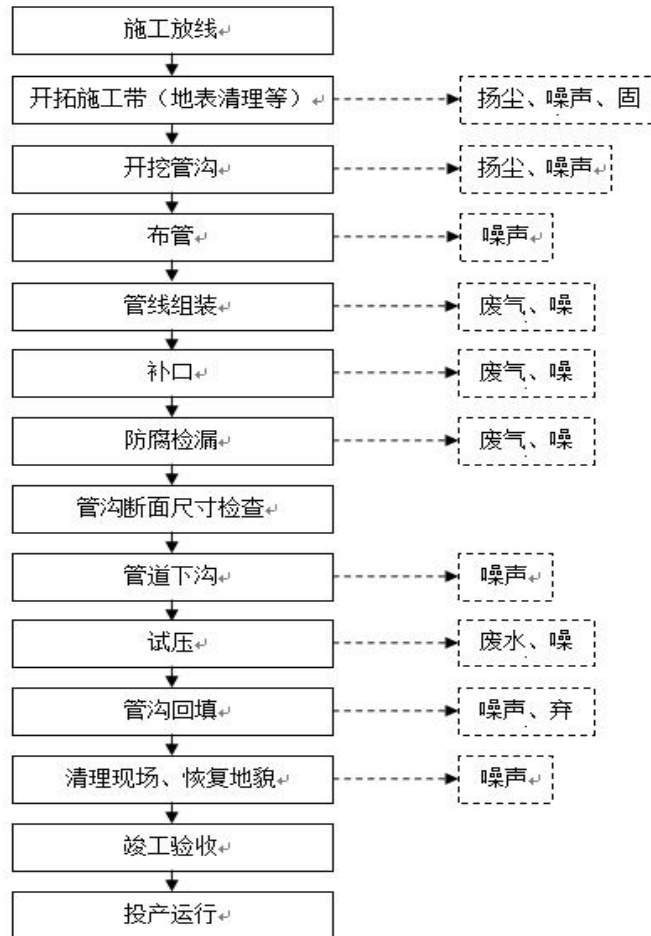 施工放线
开拓施工带（地表清理等） 扬尘、噪声、固
开挖管沟 扬尘、噪声
布管 噪声
管线组装 废气、噪
补口 废气、噪
防腐检漏 废气、噪
管沟断面尺寸检查
管道下沟 噪声
试压 废水、噪
管沟回填 噪声、弃
清理现场、恢复地貌 噪声
竣工验收
投产运行